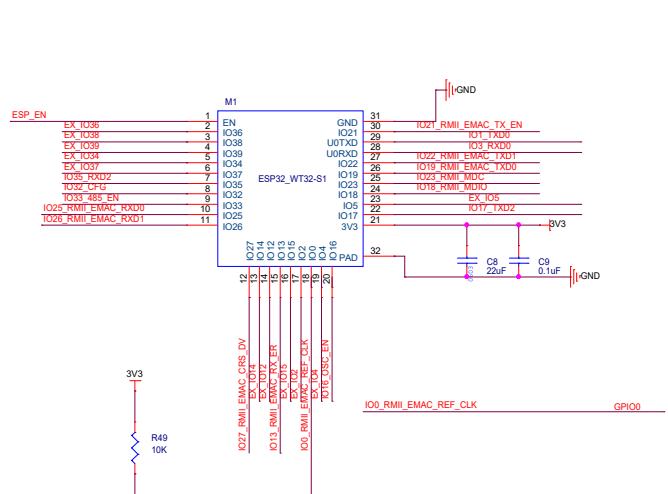 GND
M1
ESP_EN
1
EN
GND
31
EX_IO36
2
IO36
IO21
30
IO21_RMII_EMAC_TX_EN
EX_IO38
3
IO38
U0TXD
29
IO1_TXD0
EX_IO39
4
IO39
U0RXD
28
IO3_RXD0
EX_IO34
5
IO34
IO22
27
IO22_RMII_EMAC_TXD1
EX_IO37
6
IO37
IO19
26
IO19_RMII_EMAC_TXD0
IO35_RXD2
7
IO35
ESP32_WT32-S1
IO23
25
IO23_RMII_MDC
IO32_CFG
8
IO32
IO18
24
IO18_RMII_MDIO
IO33_485_EN
9
IO33
IO5
23
EX_IO5
IO25_RMII_EMAC_RXD0
10
IO25
IO17
22
IO17_TXD2
IO26_RMII_EMAC_RXD1
11
IO26
3V3
21
3V3
IO27
IO14
IO12
IO13
IO15
IO2
IO0
IO4
IO16
PAD
32
C8
22uF
0603
C9
0.1uF
GND
12
13
14
15
16
17
18
19
20
IO27_RMII_EMAC_CRS_DV
EX_IO14
EX_IO12
IO13_RMII_EMAC_RX_ER
EX_IO15
EX_IO2
IO0_RMII_EMAC_REF_CLK
EX_IO4
IO16_OSC_EN
3V3
IO0_RMII_EMAC_REF_CLK
GPIO0
R49
10K